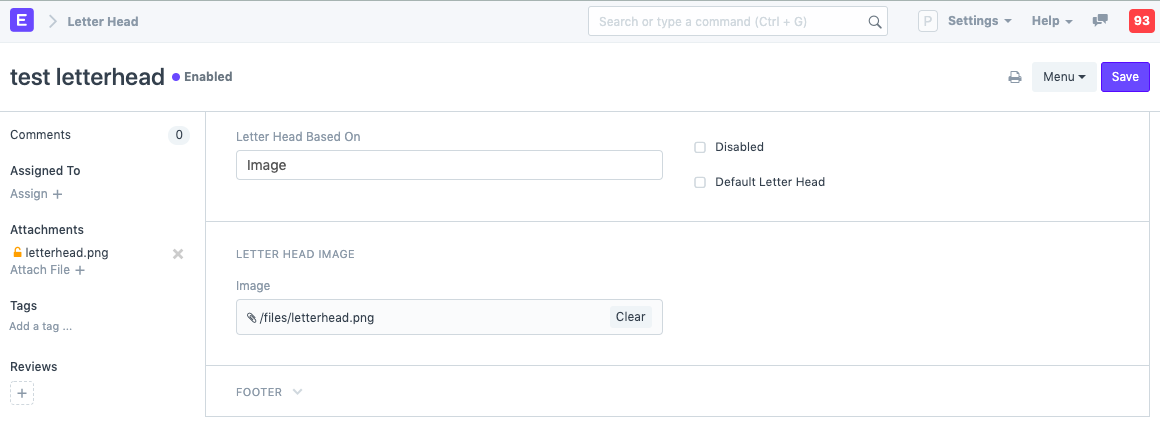 E
Letter Head
Search or type a command (Ctrl + G)
P
Settings
Help
93
test letterhead
Enabled
Menu
Save
Comments
0
Assigned To
Assign +
Attachments
letterhead.png
Attach File +
Tags
Add a tag ...
Reviews
+
Letter Head Based On
Image
Disabled
Default Letter Head
LETTER HEAD IMAGE
Image
/files/letterhead.png
Clear
FOOTER